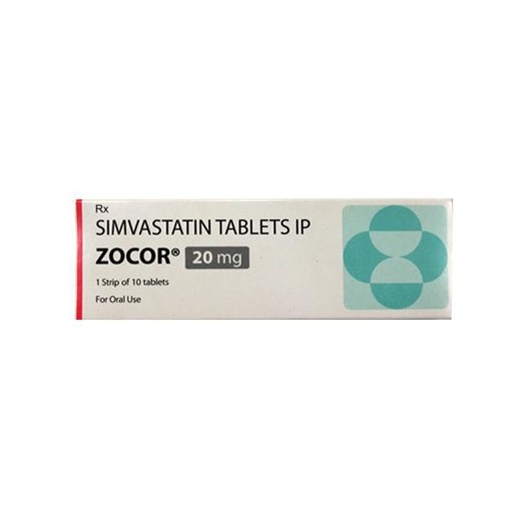 Rx
SIMVASTATIN TABLETS IP
ZOCOR® 20 mg
1 Strip of 10 tablets
For Oral Use